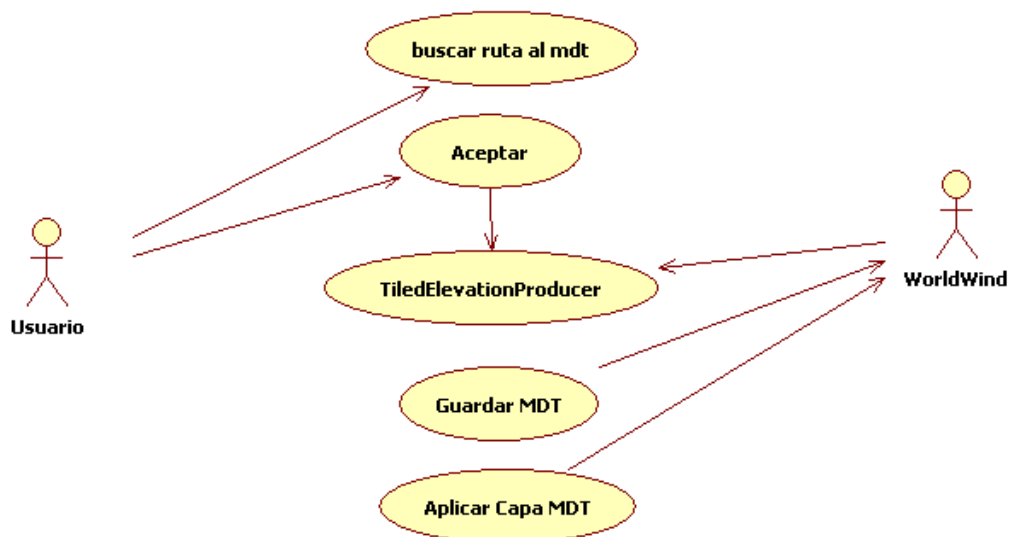 buscar ruta al mdt
Aceptar
Usuario
WorldWind
TiledElevationProducer
Guardar MDT
Aplicar Capa MDT